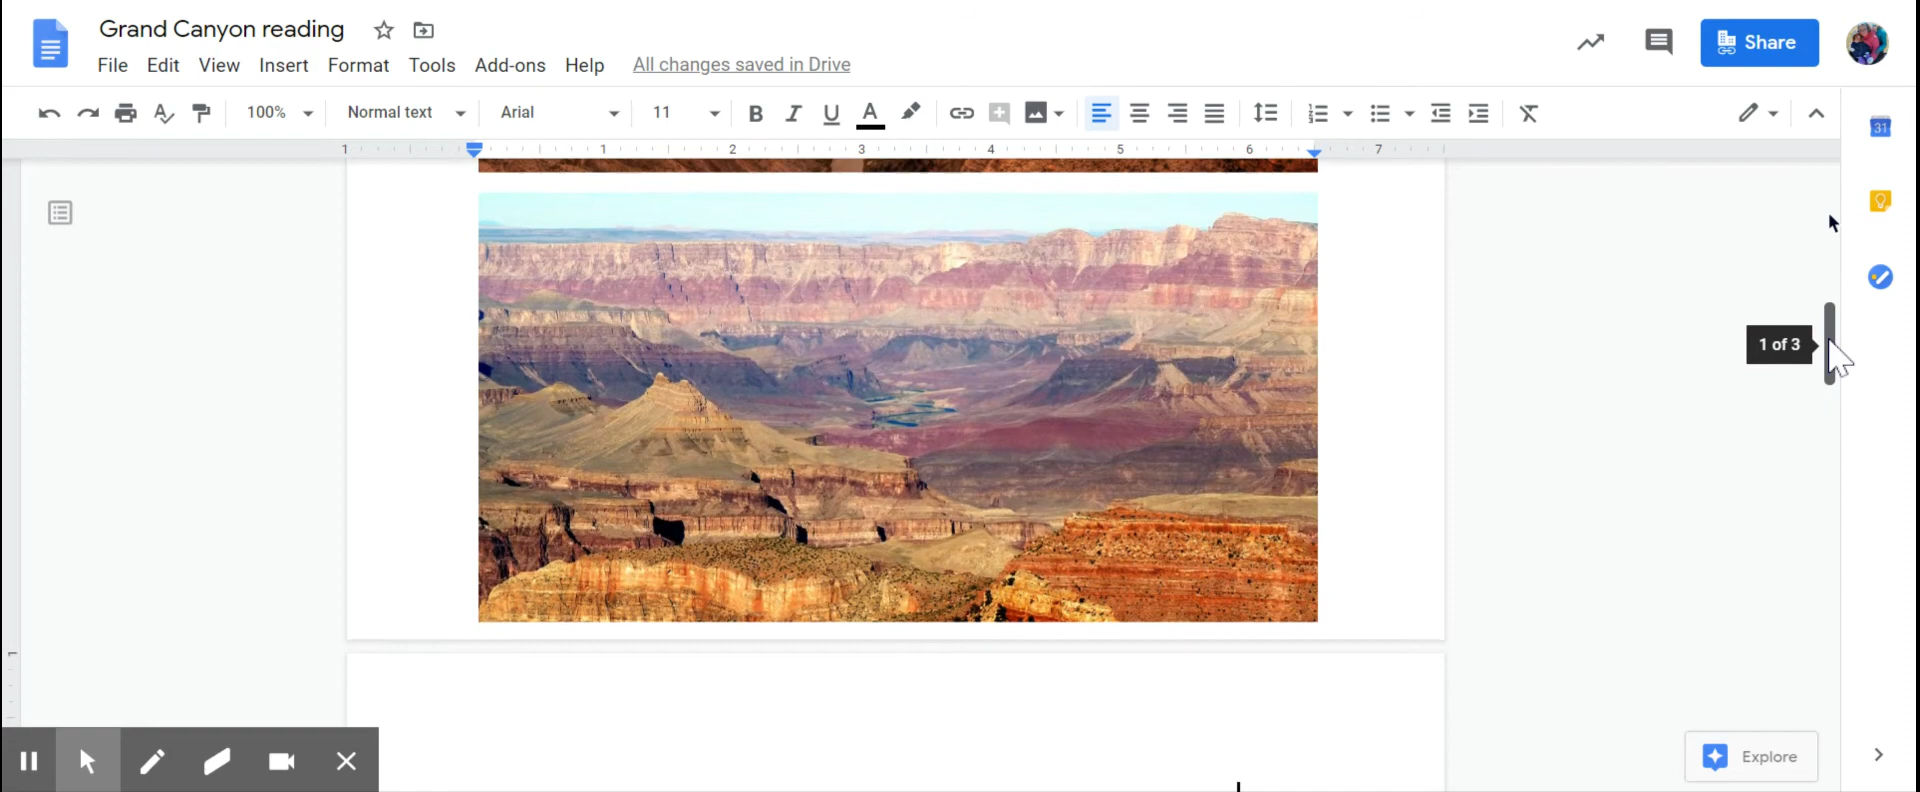 Grand Canyon reading
File Edit View Insert Format Tools Add-ons Help All changes saved in Drive
Share
100% Normal text Arial 11
31
1 1 2 3 4 5 6 7
1 of 3
1
Explore